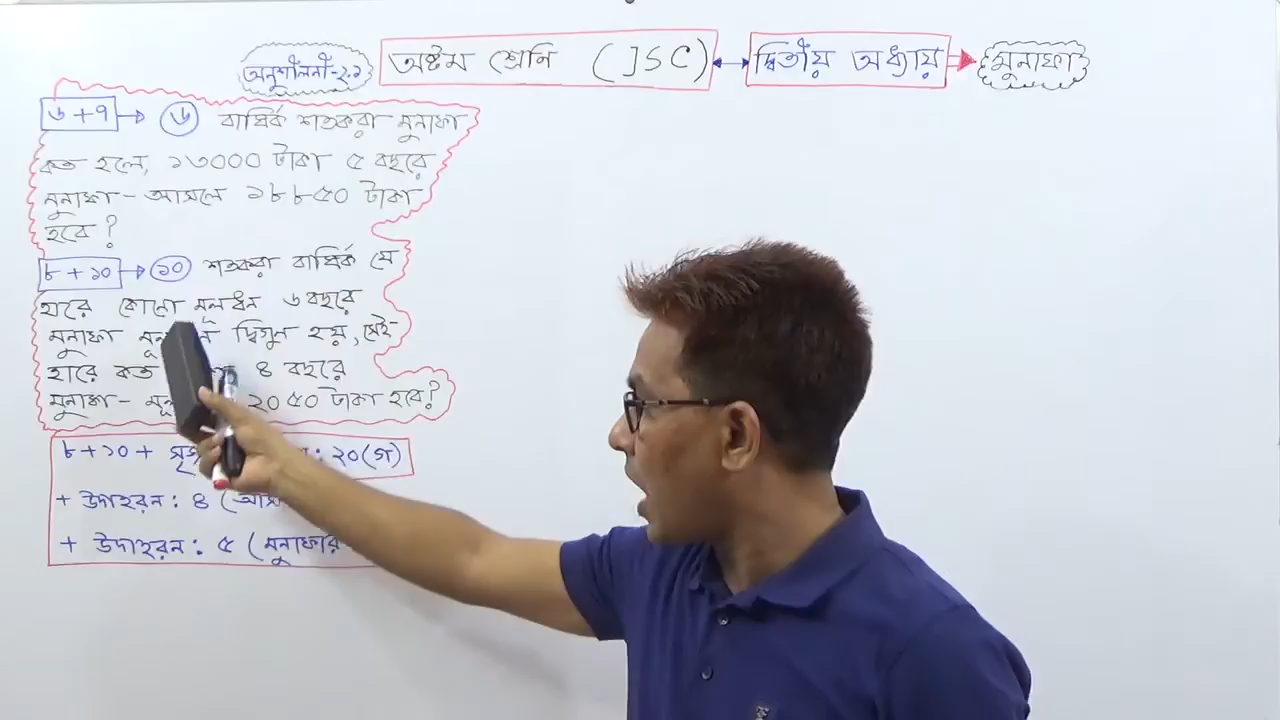 অনুশীলনী-২.১
অষ্টম শ্রেনি (JSC)
দ্বিতীয় অধ্যায়
মুনাফা
৬+৭ ৬ বার্ষিক শতকরা মুনাফা
কত হলে, ১৩০০০ টাকা ৫ বছরে
মুনাফা-আসলে ১৮৮৫০ টাকা
হবে?
৮+১০ ১০ শতকরা বার্ষিক যে
হারে কোনো মূলধন ৬ বছরে
মুনাফা দ্বিগুন হয়, সেই
হারে কত ৪ বছরে
মুনাফা- ২০৫০ টাকা হবে?
৮+১০+ : ২০(গ)
+ উদাহরন: ৪
+ উদাহরন: ৫ (মুনাফার